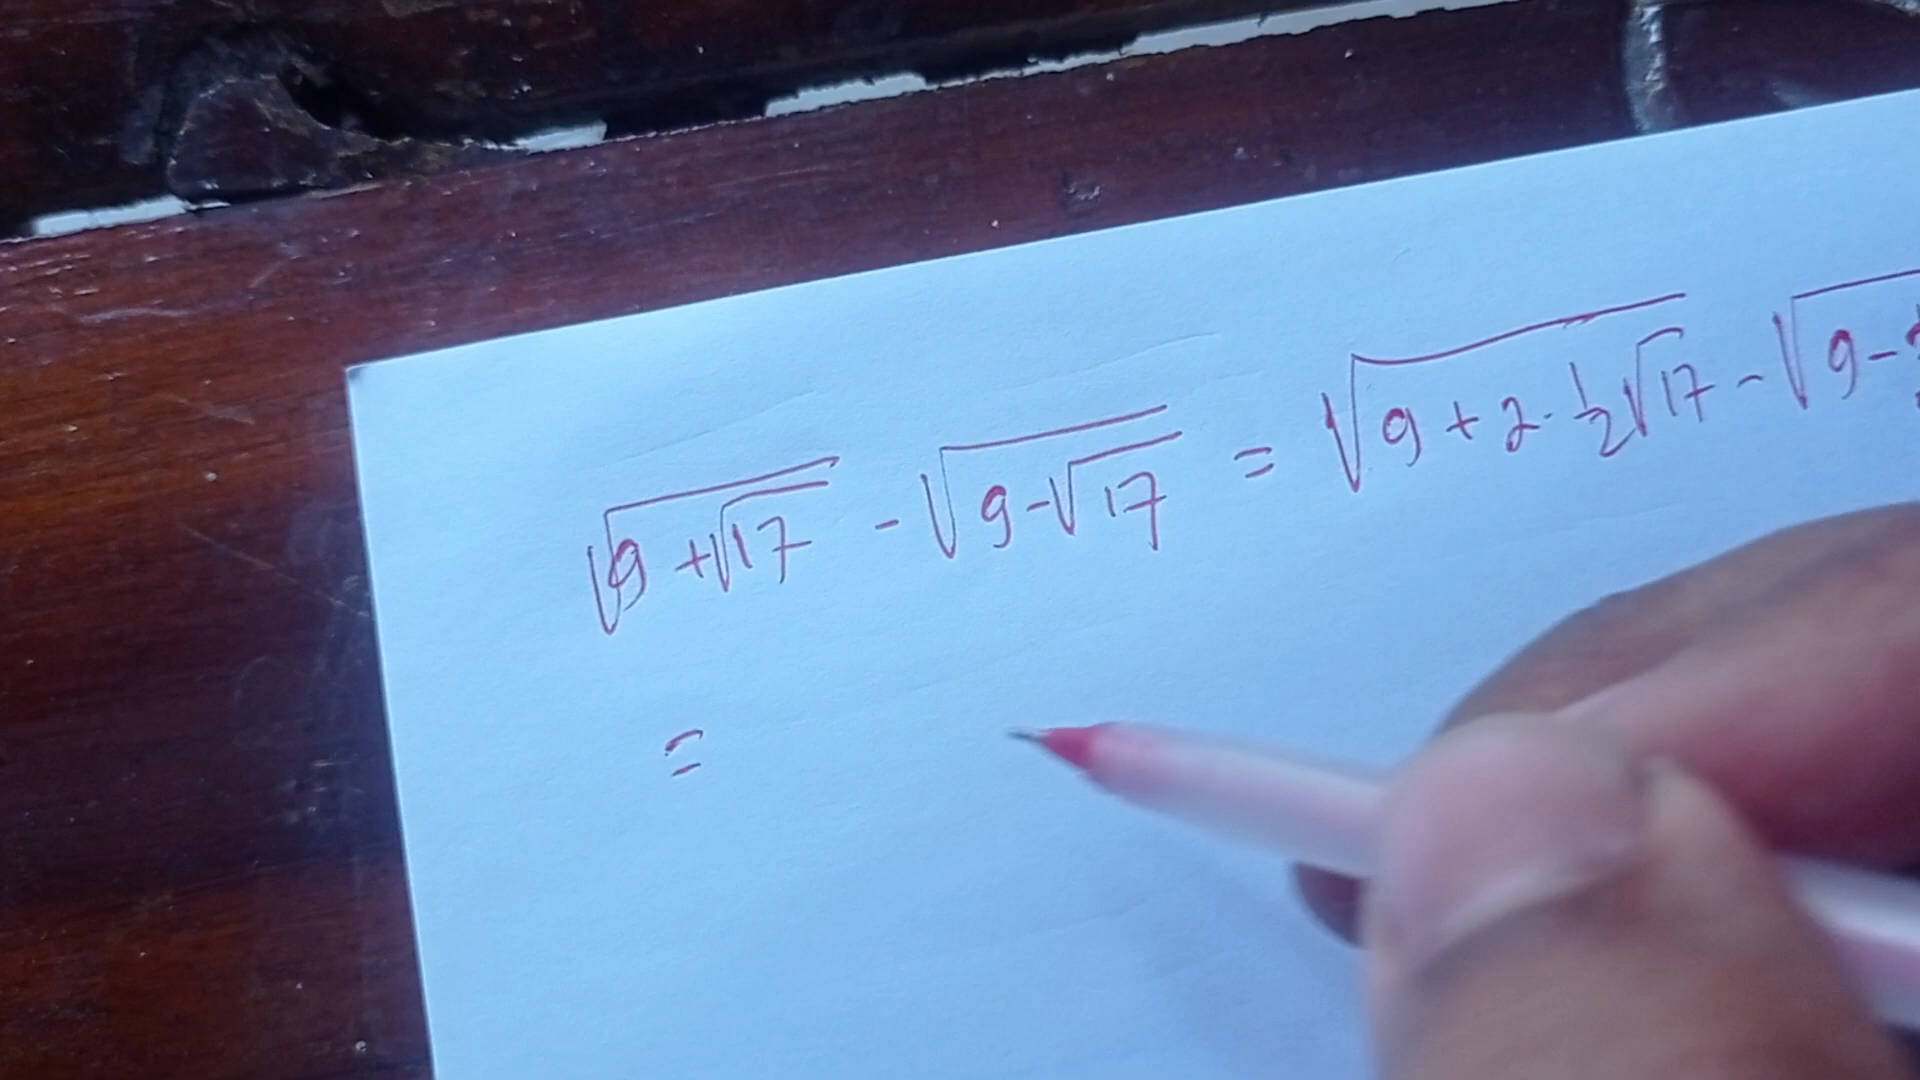 √(9 + √17) - √(9 - √17) = √(9 + 2 · ½√17) - √(9 -
=